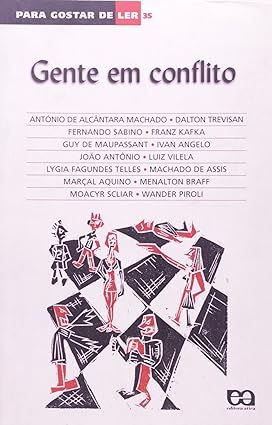 PARA GOSTAR DE LER 35
Gente em conflito
ANTÓNIO DE ALCÂNTARA MACHADO • DALTON TREVISAN
FERNANDO SABINO • FRANZ KAFKA
GUY DE MAUPASSANT • IVAN ANGELO
JOÃO ANTÔNIO • LUIZ VILELA
LYGIA FAGUNDES TELLES • MACHADO DE ASSIS
MARÇAL AQUINO • MENALTON BRAFF
MOACYR SCLIAR • WANDER PIROLI
editora ática